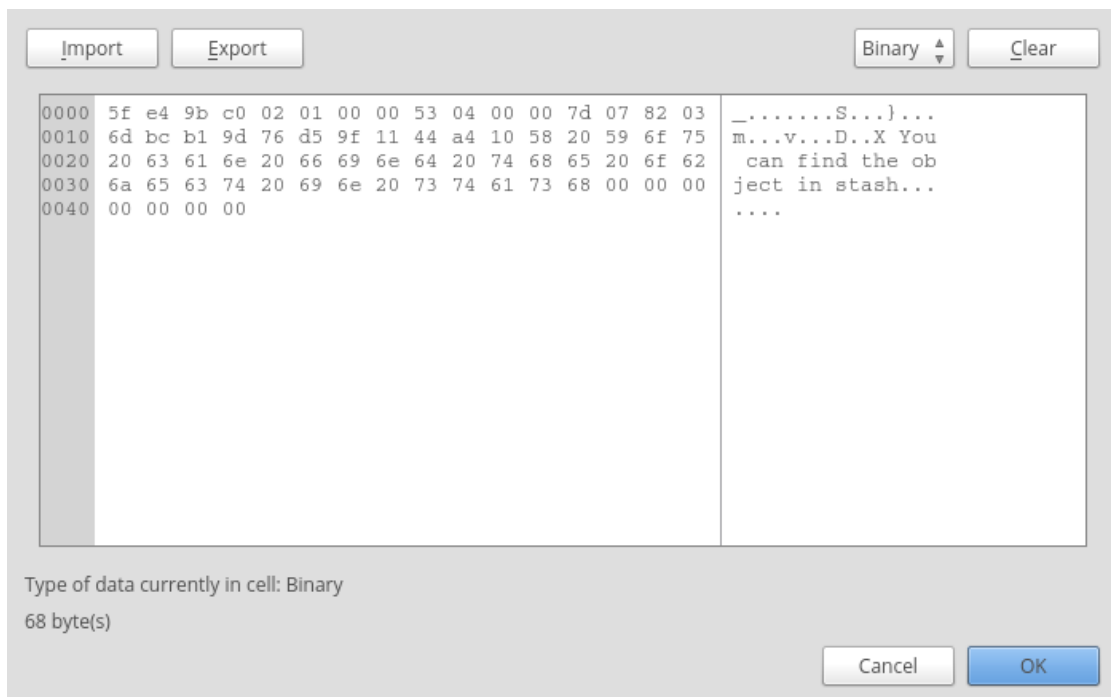 Import Export Binary Clear
0000 5f e4 9b c0 02 01 00 00 53 04 00 00 7d 07 82 03 _.......S...}...
0010 6d bc b1 9d 76 d5 9f 11 44 a4 10 58 20 59 6f 75 m...v...D..X You
0020 20 63 61 6e 20 66 69 6e 64 20 74 68 65 20 6f 62 can find the ob
0030 6a 65 63 74 20 69 6e 20 73 74 61 73 68 00 00 00 ject in stash...
0040 00 00 00 00 ....
Type of data currently in cell: Binary
68 byte(s)
Cancel OK